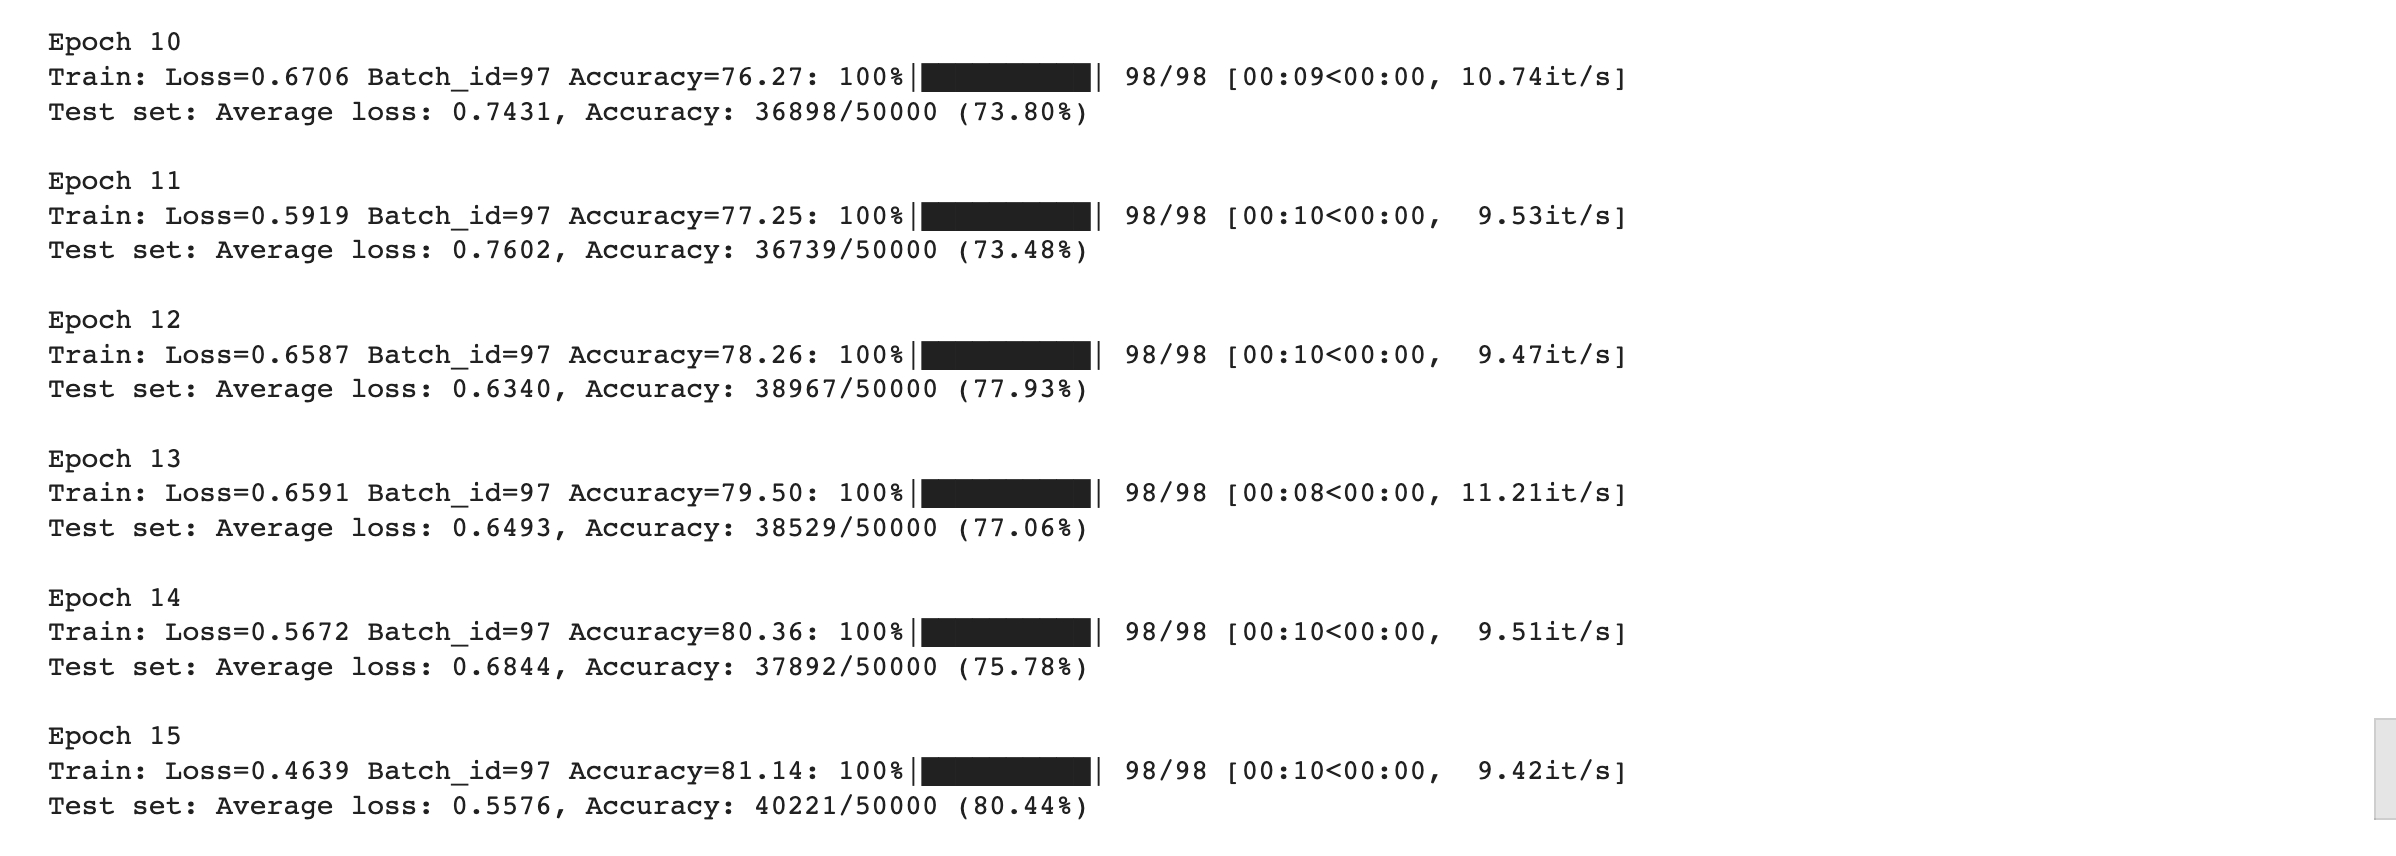 Epoch 10
Train: Loss=0.6706 Batch_id=97 Accuracy=76.27: 100%|██████████| 98/98 [00:09<00:00, 10.74it/s]
Test set: Average loss: 0.7431, Accuracy: 36898/50000 (73.80%)
Epoch 11
Train: Loss=0.5919 Batch_id=97 Accuracy=77.25: 100%|██████████| 98/98 [00:10<00:00,  9.53it/s]
Test set: Average loss: 0.7602, Accuracy: 36739/50000 (73.48%)
Epoch 12
Train: Loss=0.6587 Batch_id=97 Accuracy=78.26: 100%|██████████| 98/98 [00:10<00:00,  9.47it/s]
Test set: Average loss: 0.6340, Accuracy: 38967/50000 (77.93%)
Epoch 13
Train: Loss=0.6591 Batch_id=97 Accuracy=79.50: 100%|██████████| 98/98 [00:08<00:00, 11.21it/s]
Test set: Average loss: 0.6493, Accuracy: 38529/50000 (77.06%)
Epoch 14
Train: Loss=0.5672 Batch_id=97 Accuracy=80.36: 100%|██████████| 98/98 [00:10<00:00,  9.51it/s]
Test set: Average loss: 0.6844, Accuracy: 37892/50000 (75.78%)
Epoch 15
Train: Loss=0.4639 Batch_id=97 Accuracy=81.14: 100%|██████████| 98/98 [00:10<00:00,  9.42it/s]
Test set: Average loss: 0.5576, Accuracy: 40221/50000 (80.44%)